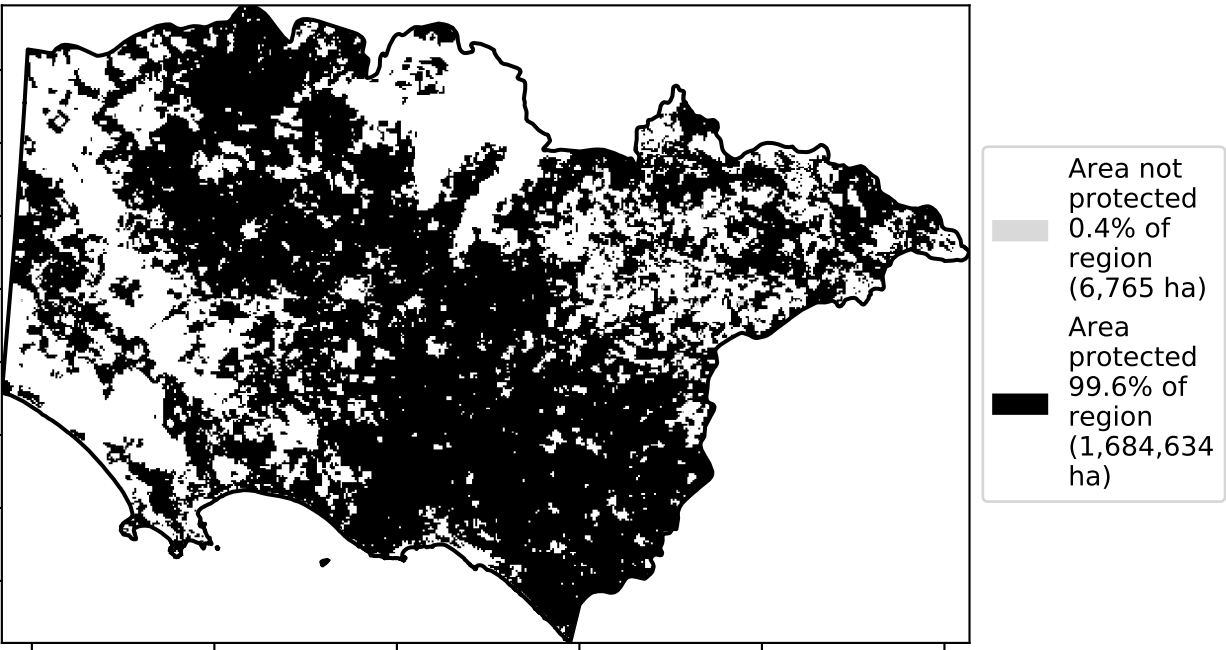 Area not
protected
0.4% of
region
(6,765 ha)
Area
protected
99.6% of
region
(1,684,634
ha)